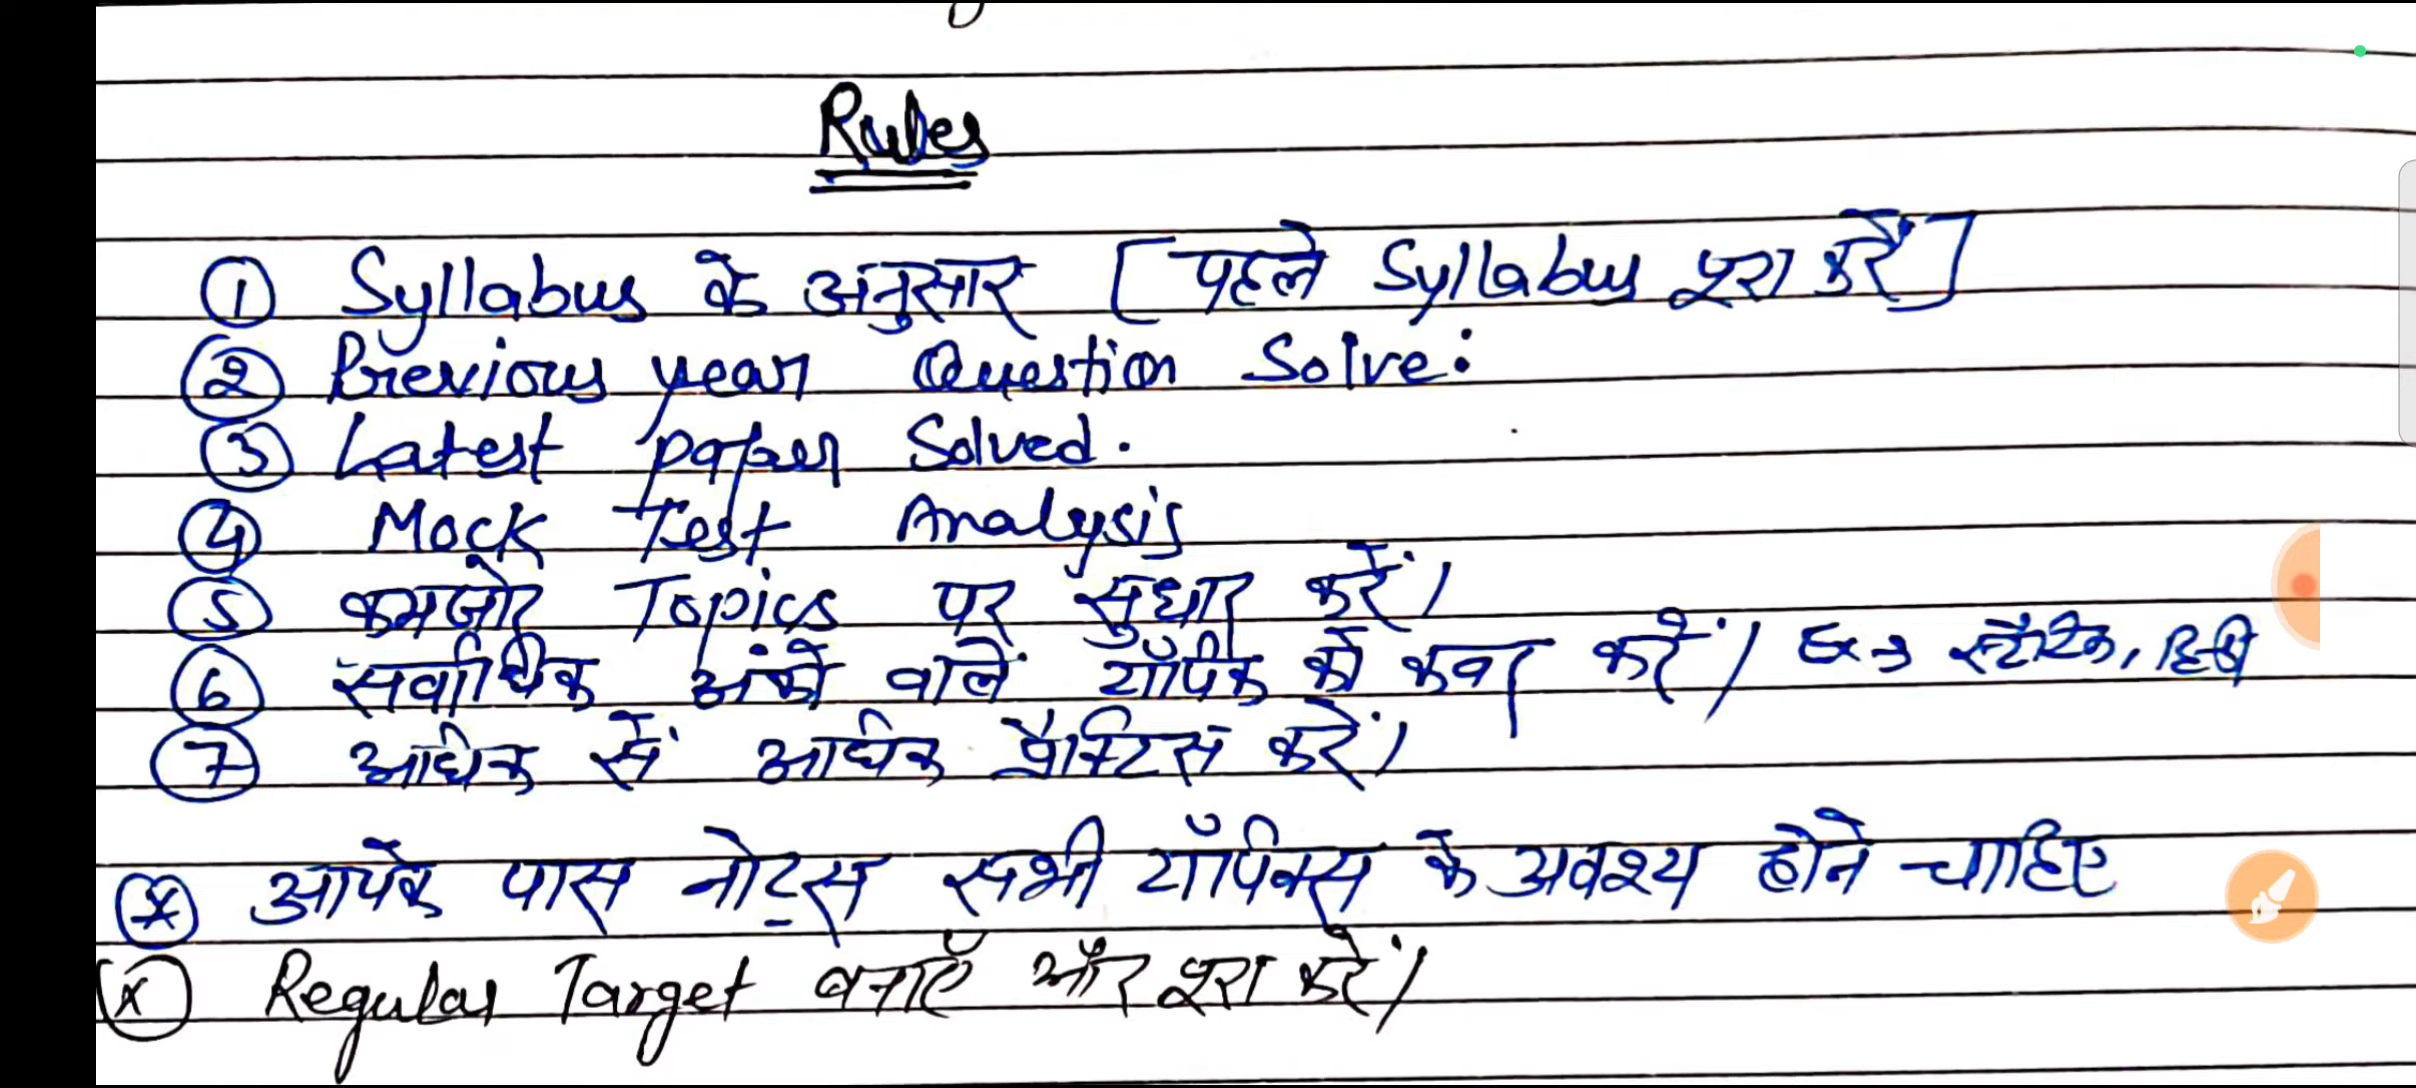 Rules
① Syllabus के अनुसार [पहले Syllabus पूरा करें]
② Previous year Question Solve:
③ Latest paper Solved.
④ Mock Test Analysis
⑤ कमजोर Topics पर सुधार करें।
⑥ सर्वाधिक अंको वाले टॉपिक को कवर करें। Ex→
⑦ अधिक सें अधिक प्रैक्टिस करें।
आपके पास नोट्स सभी टॉपिक्स के अवश्य होने चाहिए
Regular Target बनाएँ और पूरा करें।